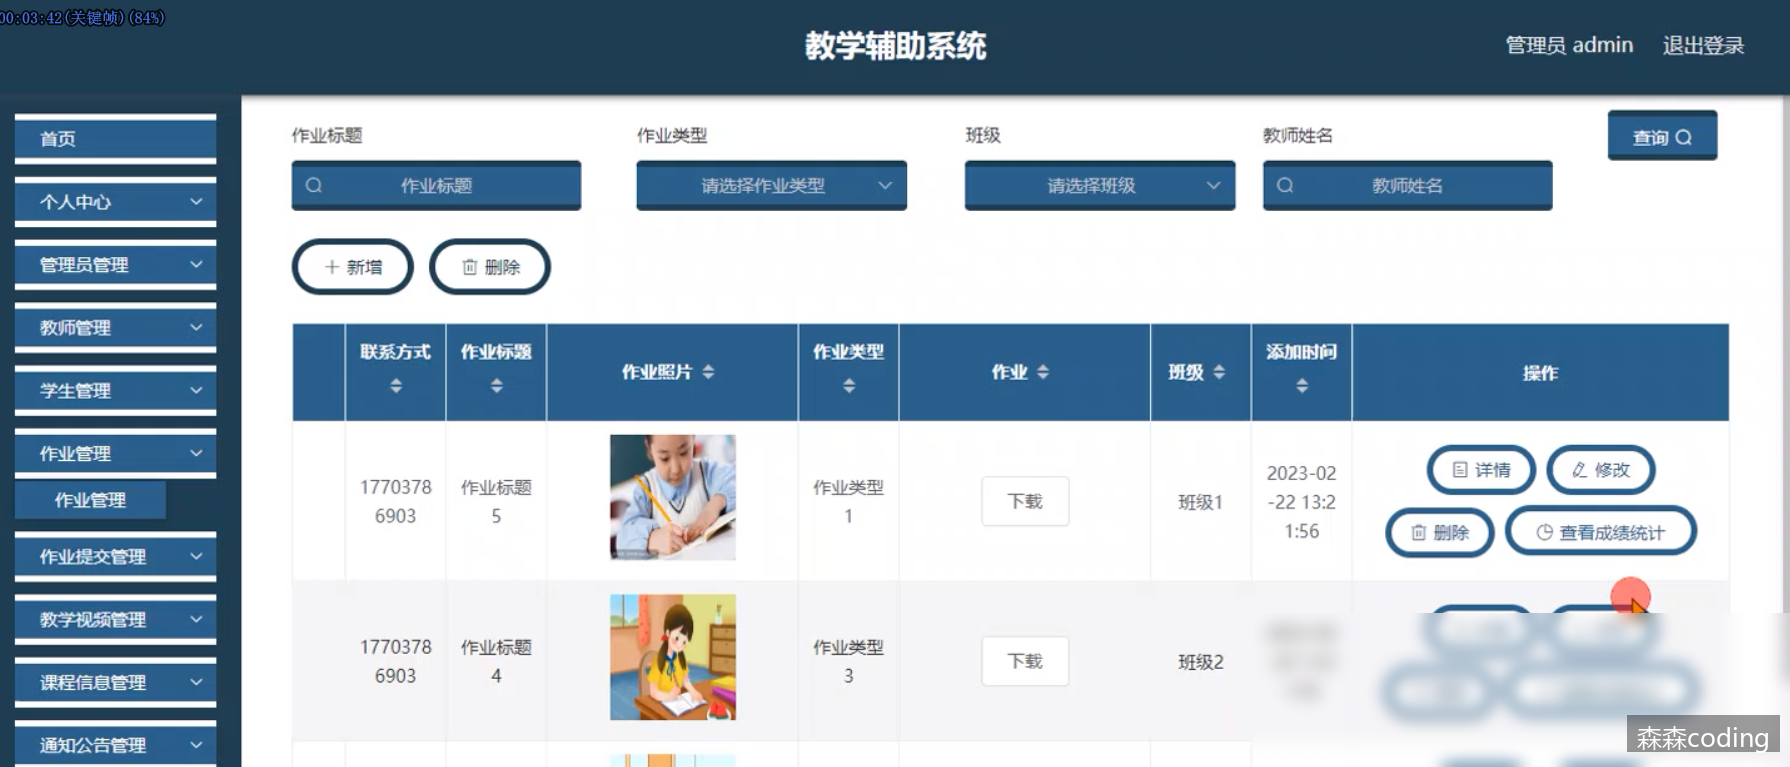 00:03:42(关键帧)(84%)
教学辅助系统
管理员 admin
退出登录
首页
个人中心
管理员管理
教师管理
学生管理
作业管理
作业管理
作业提交管理
教学视频管理
课程信息管理
通知公告管理
作业标题
作业类型
班级
教师姓名
查询
作业标题
请选择作业类型
请选择班级
教师姓名
新增
删除
联系方式
作业标题
作业照片
作业类型
作业
班级
添加时间
操作
1770378
6903
作业标题
5
作业类型
1
下载
班级1
2023-02
-22 13:2
1:56
详情
修改
删除
查看成绩统计
1770378
6903
作业标题
4
作业类型
3
下载
班级2
森森coding